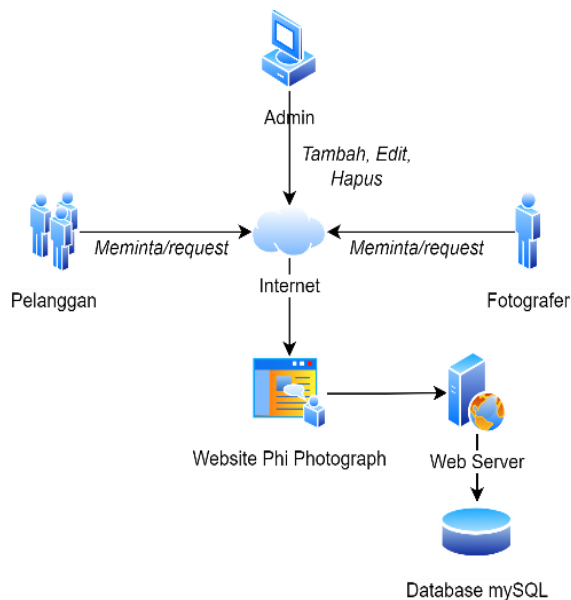 Admin
Tambah, Edit,
Hapus
Meminta/request
Meminta/request
Pelanggan
Internet
Fotografer
Website Phi Photograph
Web Server
Database mySQL